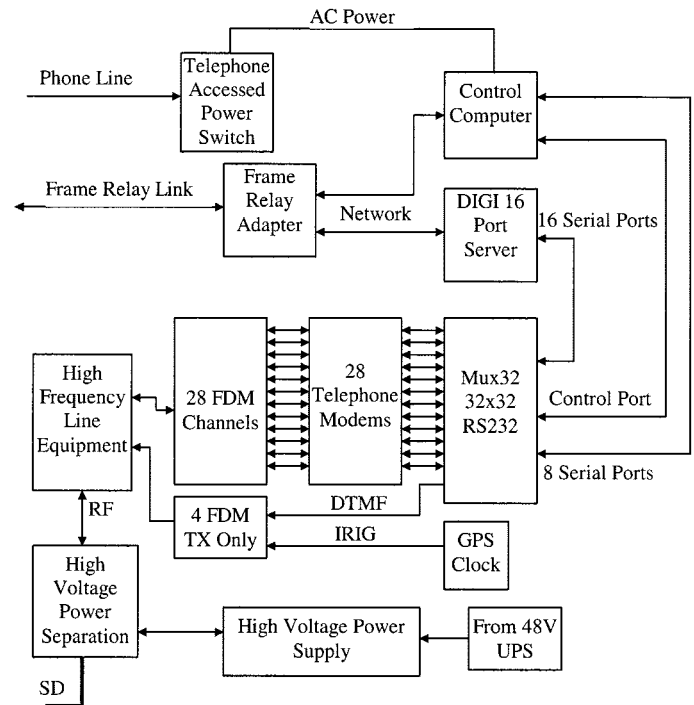 AC Power
Phone Line
Telephone
Accessed
Power
Switch
Control
Computer
Frame Relay Link
Frame
Relay
Adapter
Network
DIGI 16
Port
Server
16 Serial Ports
High
Frequency
Line
Equipment
28 FDM
Channels
28
Telephone
Modems
Mux32
32x32
RS232
Control Port
8 Serial Ports
RF
4 FDM
TX Only
DTMF
IRIG
GPS
Clock
High
Voltage
Power
Separation
High Voltage Power
Supply
From 48V
UPS
SD